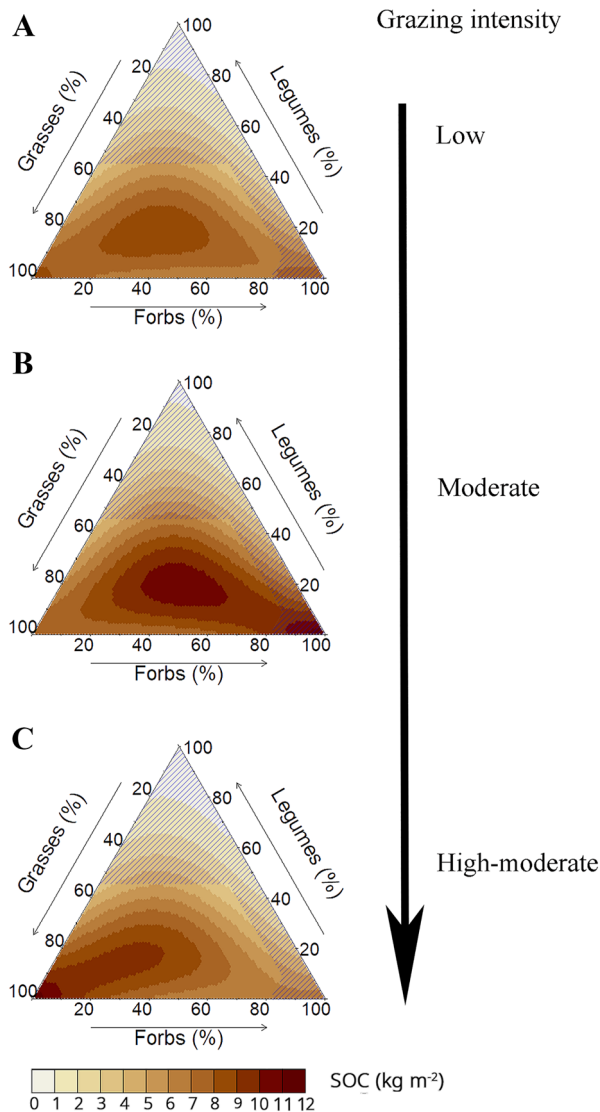 A
Grazing intensity
100
20
80
Grasses (%)
Legumes (%)
40
60
60
40
80
20
100
20
40
60
80
100
Forbs (%)
Low
B
100
20
80
Grasses (%)
Legumes (%)
40
60
60
40
80
20
100
20
40
60
80
100
Forbs (%)
Moderate
C
100
20
80
Grasses (%)
Legumes (%)
40
60
60
40
80
20
100
20
40
60
80
100
Forbs (%)
High-moderate
SOC (kg m⁻²)
0 1 2 3 4 5 6 7 8 9 10 11 12